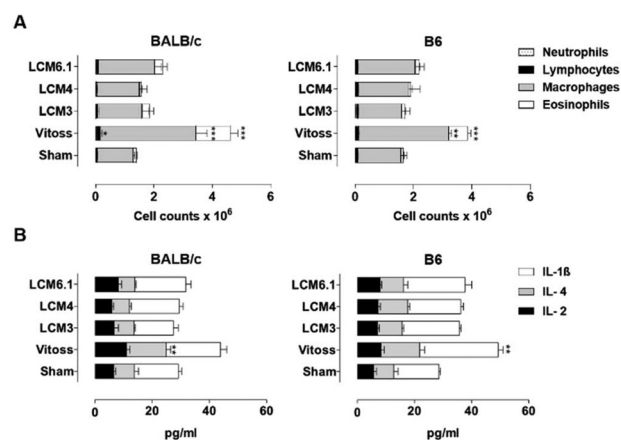 A
BALB/c
B6
LCM6.1
LCM4
LCM3
Vitoss
Sham
*
***
***
0 2 4 6
Cell counts x 10⁶
LCM6.1
LCM4
LCM3
Vitoss
Sham
**
***
0 2 4 6
Cell counts x 10⁶
Neutrophils
Lymphocytes
Macrophages
Eosinophils
B
BALB/c
B6
LCM6.1
LCM4
LCM3
Vitoss
Sham
**
0 20 40 60
pg/ml
LCM6.1
LCM4
LCM3
Vitoss
Sham
**
0 20 40 60
pg/ml
IL-1ß
IL- 4
IL- 2